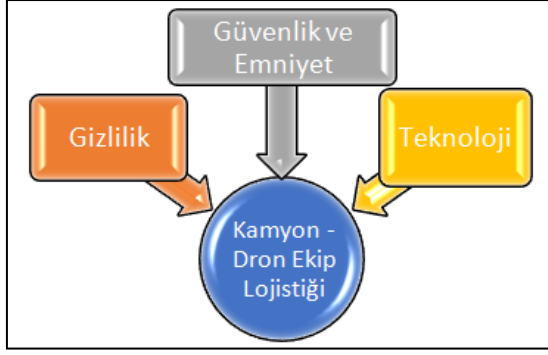 Güvenlik ve
Emniyet
Gizlilik
Teknoloji
Kamyon -
Dron Ekip
Lojistiği